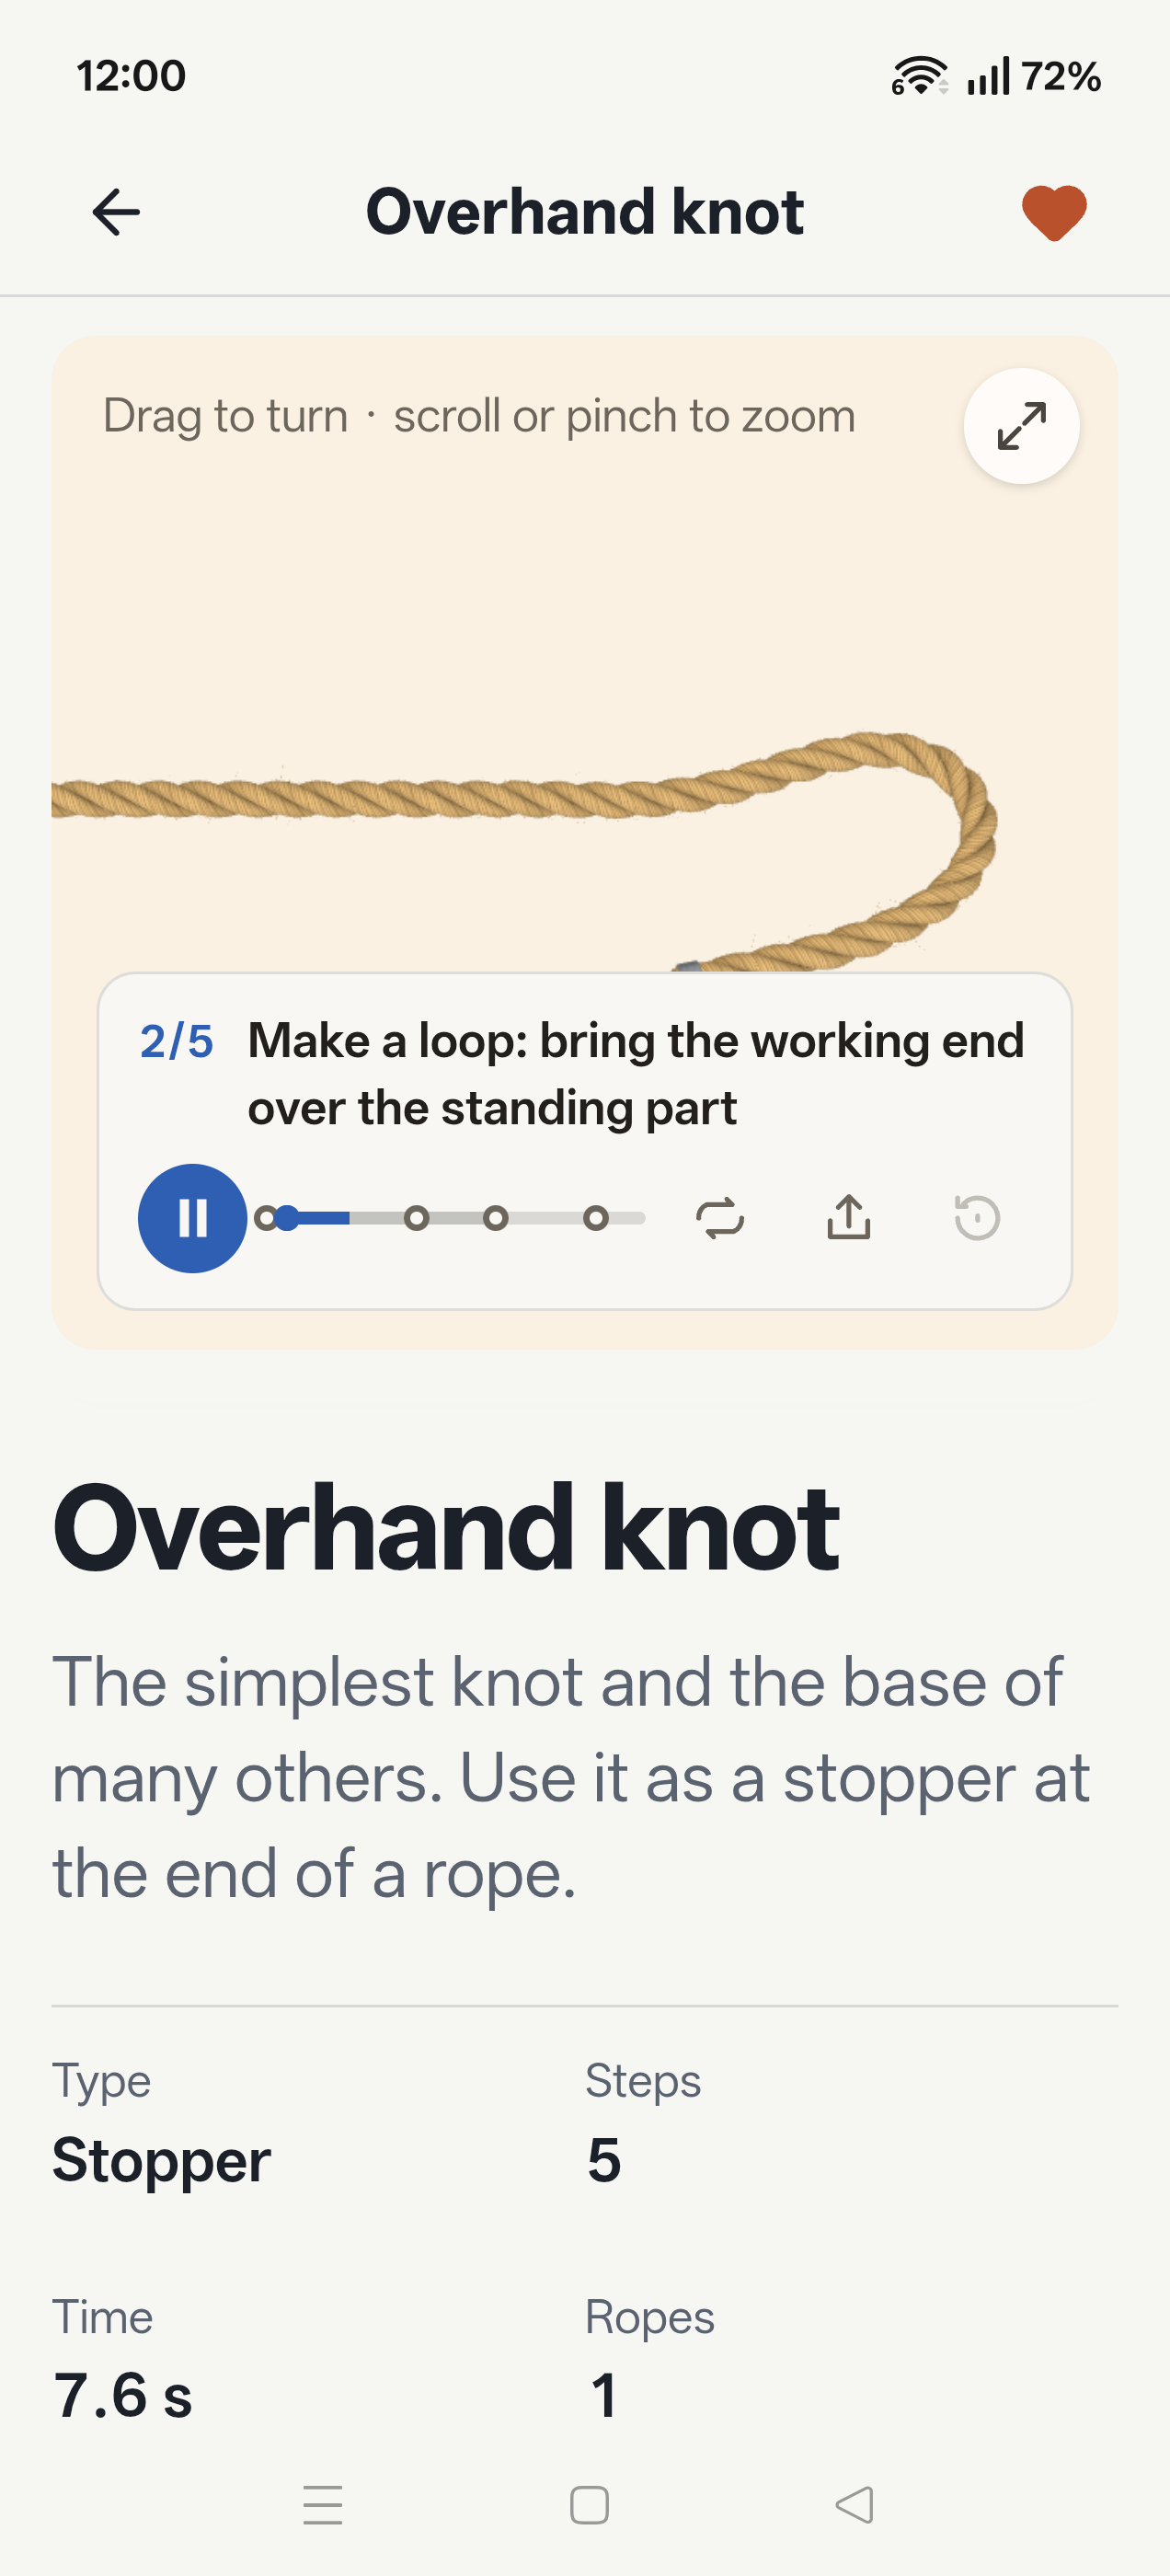 12:00
6 72%
Overhand knot
Drag to turn · scroll or pinch to zoom
2/5 Make a loop: bring the working end
over the standing part
Overhand knot
The simplest knot and the base of
many others. Use it as a stopper at
the end of a rope.
Type Steps
Stopper 5
Time Ropes
7.6 s 1